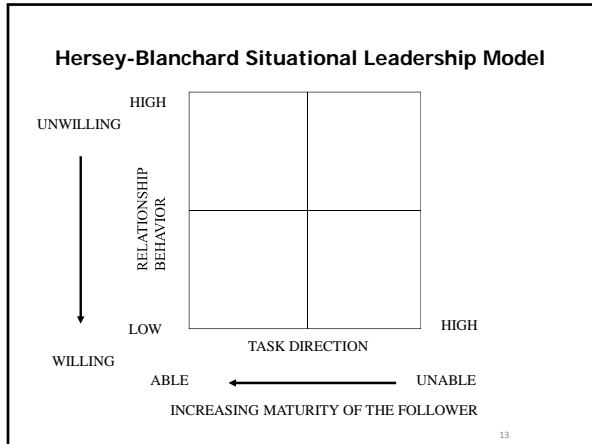 Hersey-Blanchard Situational Leadership Model
HIGH
UNWILLING
RELATIONSHIP
BEHAVIOR
LOW
HIGH
TASK DIRECTION
WILLING
ABLE
UNABLE
INCREASING MATURITY OF THE FOLLOWER
13